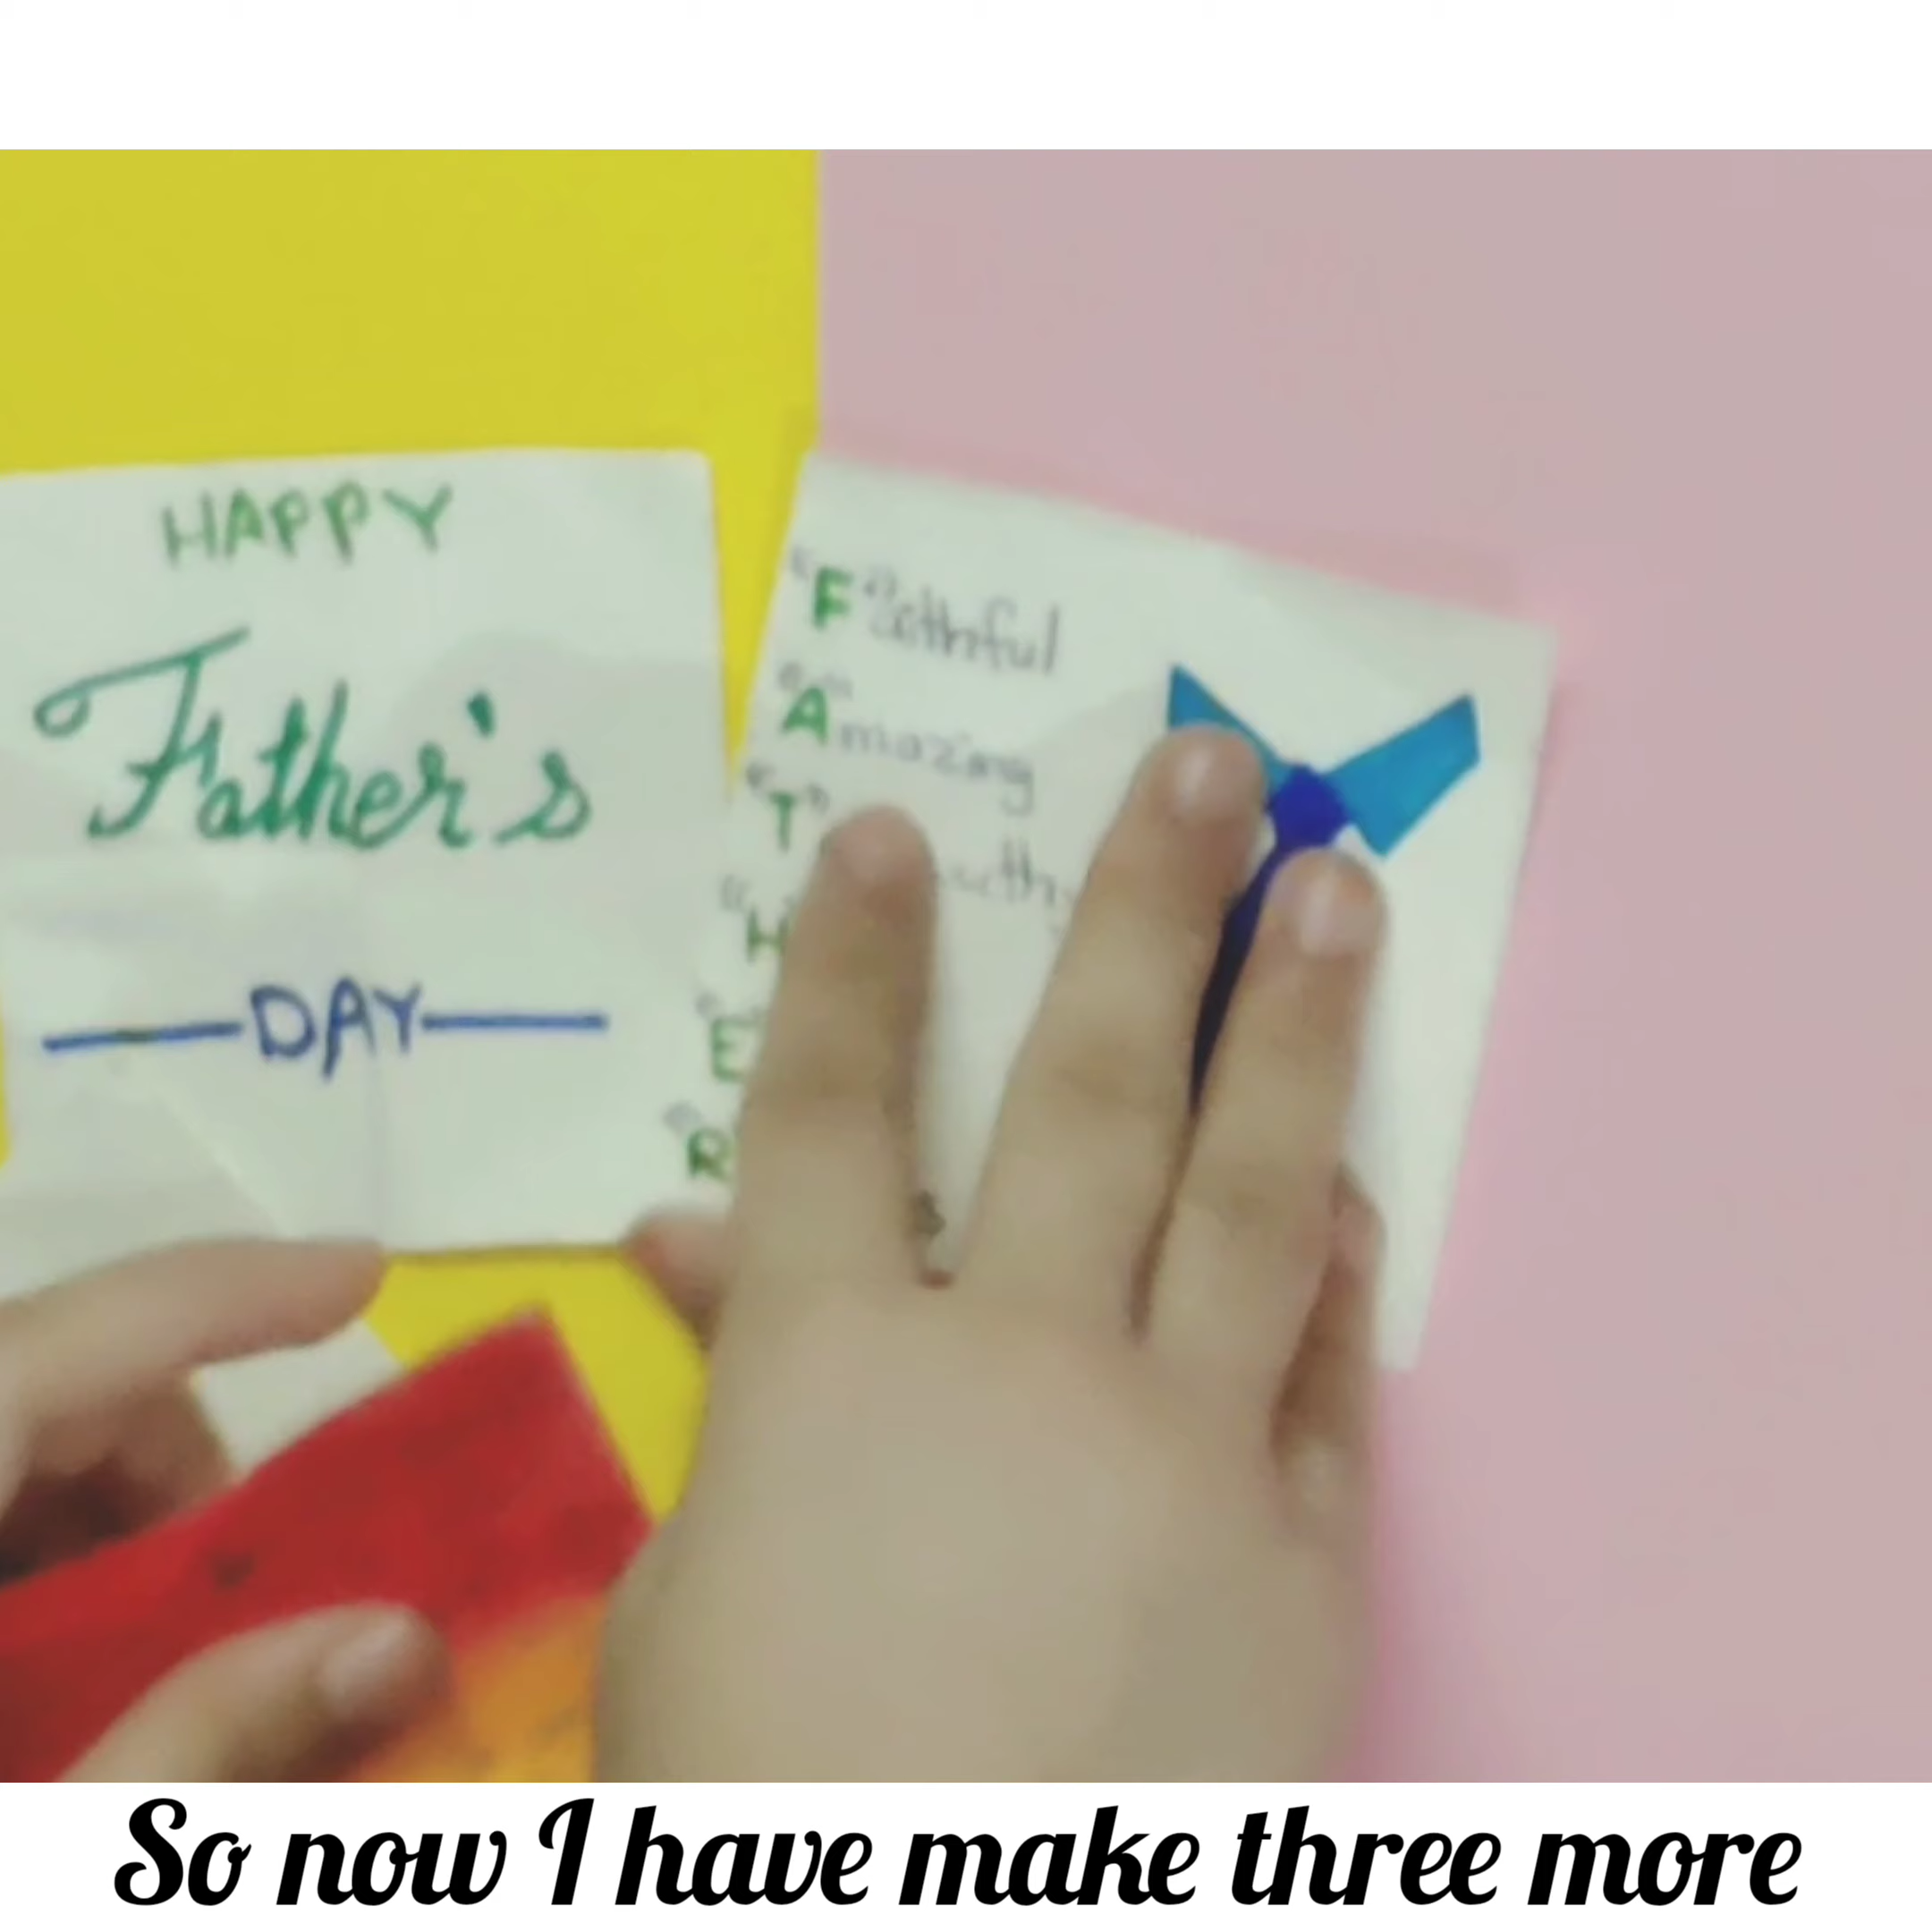 HAPPY
Father's
DAY
"F"aithful
"A"mazing
"T"
"H
"E
"R
So now I have make three more